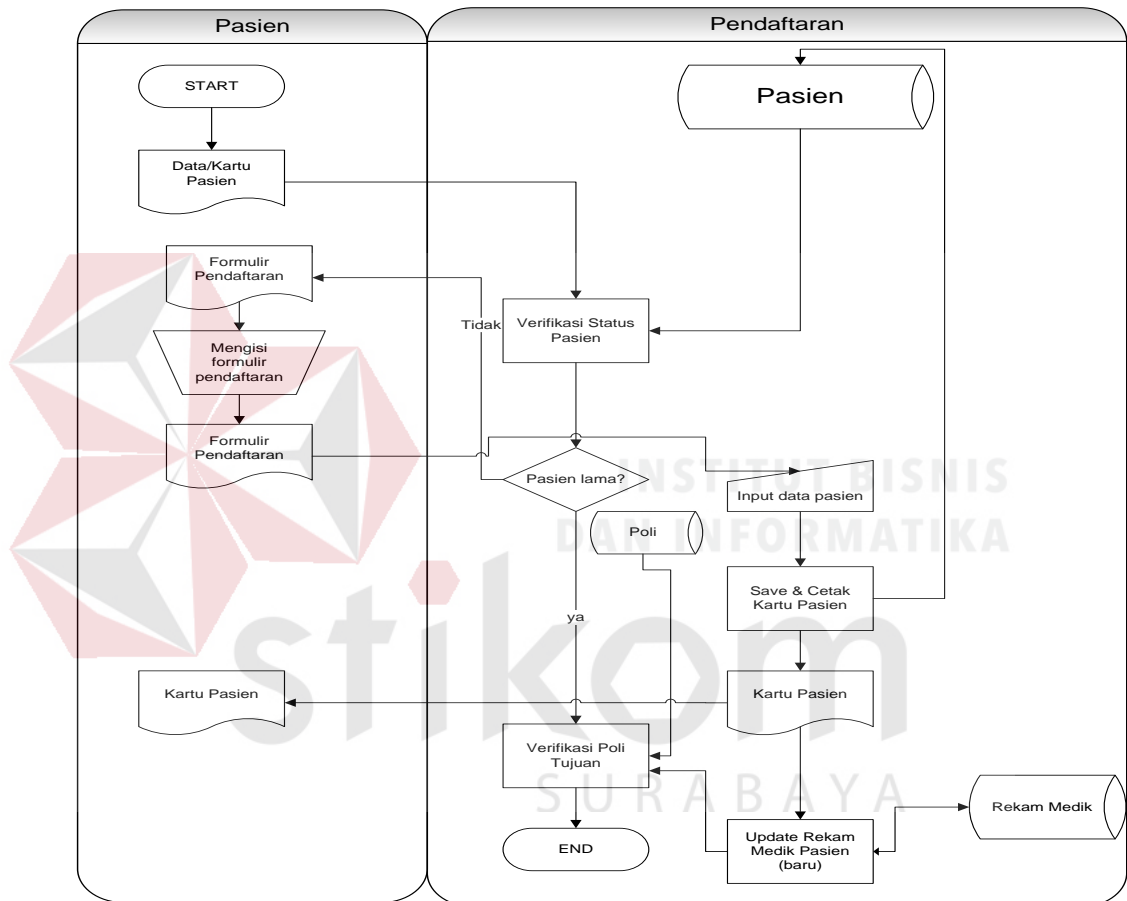 Pasien
Pendaftaran
START
Pasien
Data/Kartu
Pasien
Formulir
Pendaftaran
Tidak
Verifikasi Status
Pasien
Mengisi
formulir
pendaftaran
Formulir
Pendaftaran
Pasien lama?
Input data pasien
INSTITUT BISNIS
DAN INFORMATIKA
Poli
Save & Cetak
Kartu Pasien
ya
stikom
Kartu Pasien
Kartu Pasien
Verifikasi Poli
Tujuan
SURABAYA
Rekam Medik
END
Update Rekam
Medik Pasien
(baru)